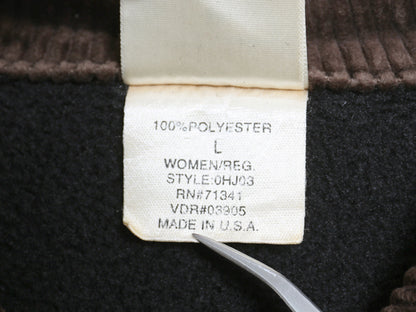 100% POLYESTER
L
WOMEN/REG.
STYLE:0HJ03
RN#71341
VDR#03905
MADE IN U.S.A.